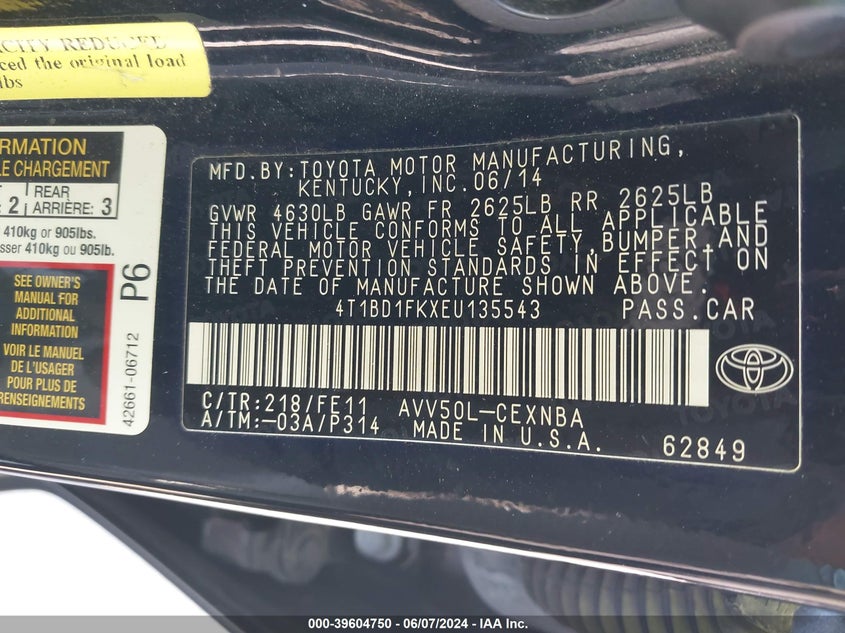 CITY REDUCED
ced the original load
lbs
RMATION
LE CHARGEMENT
2 REAR ARRIÈRE: 3
410kg or 905lbs.
sser 410kg ou 905lb.
SEE OWNER'S
MANUAL FOR
ADDITIONAL
INFORMATION
VOIR LE MANUEL
DE L'USAGER
POUR PLUS DE
RENSEIGNEMENTS
P6
42661-06712
MFD.BY:TOYOTA MOTOR MANUFACTURING,
KENTUCKY,INC.06/14
GVWR 4630LB GAWR FR 2625LB RR 2625LB
THIS VEHICLE CONFORMS TO ALL APPLICABLE
FEDERAL MOTOR VEHICLE SAFETY,BUMPER,AND
THEFT PREVENTION STANDARDS IN EFFECT ON
THE DATE OF MANUFACTURE SHOWN ABOVE.
4T1BD1FKXEU135543 PASS.CAR
C/TR:218/FE11 AVV50L-CEXNBA
A/TM:-03A/P314 MADE IN U.S.A.
62849
000-39604750 - 06/07/2024 - IAA Inc.